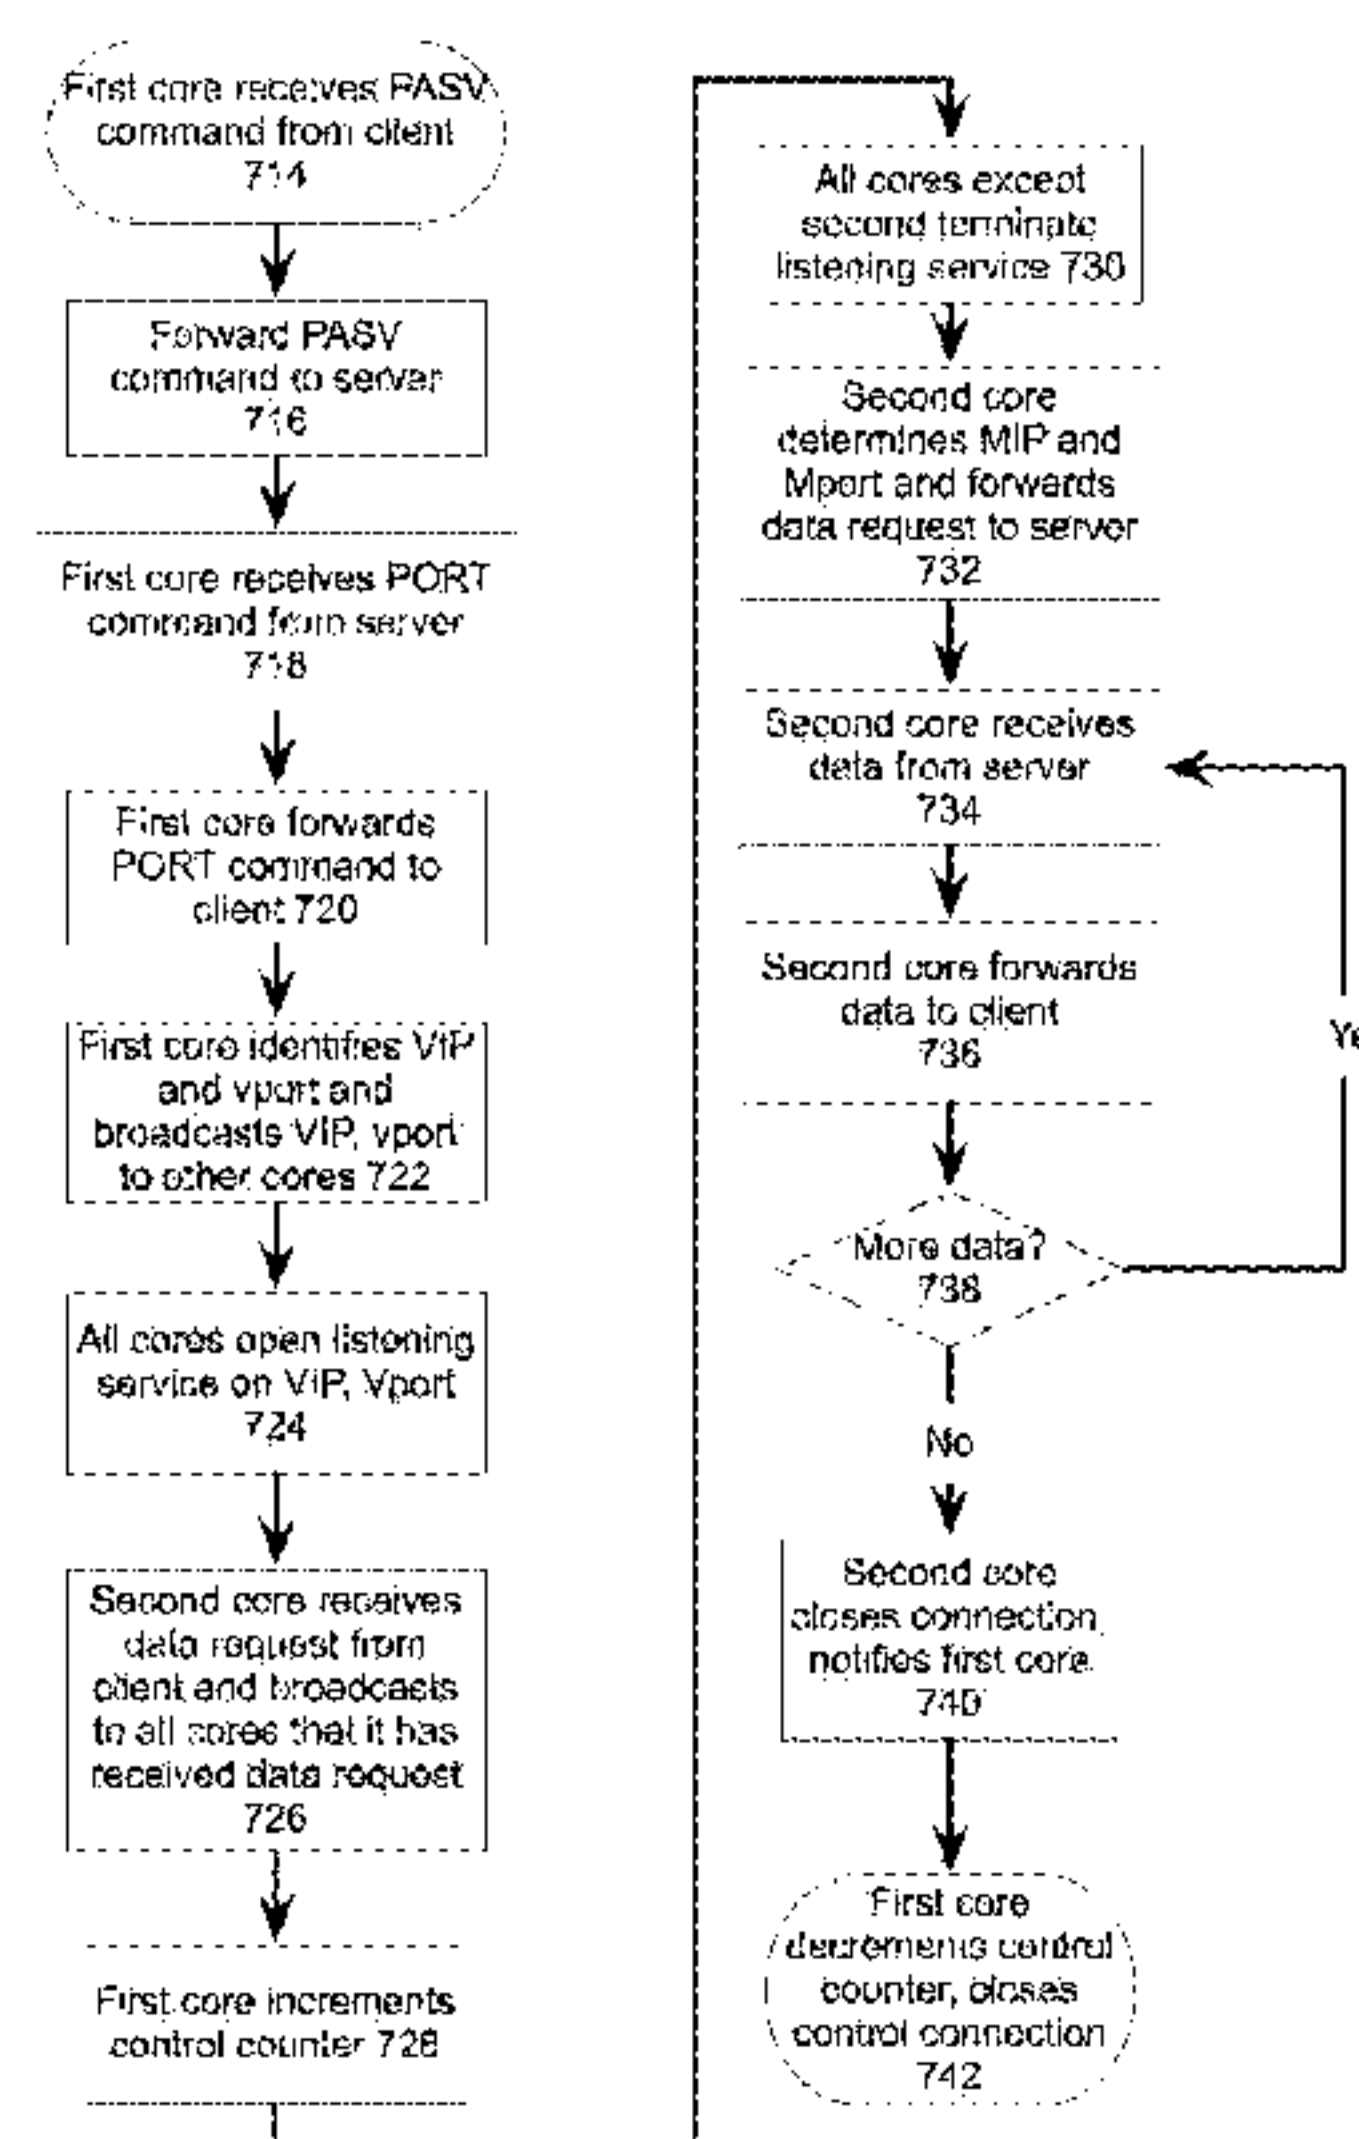 First core receives PASV
command from client
714
Forward PASV
command to server
716
First core receives PORT
command from server
718
First core forwards
PORT command to
client 720
First core identifies VIP
and vport and
broadcasts VIP, vport
to other cores 722
All cores open listening
service on VIP, Vport
724
Second core receives
data request from
client and broadcasts
to all cores that it has
received data request
726
First core increments
control counter 728
All cores except
second terminate
listening service 730
Second core
determines MIP and
Mport and forwards
data request to server
732
Second core receives
data from server
734
Second core forwards
data to client
736
Ye
More data?
738
No
Second core
closes connection,
notifies first core
740
First core
decrements control
counter, closes
control connection
742